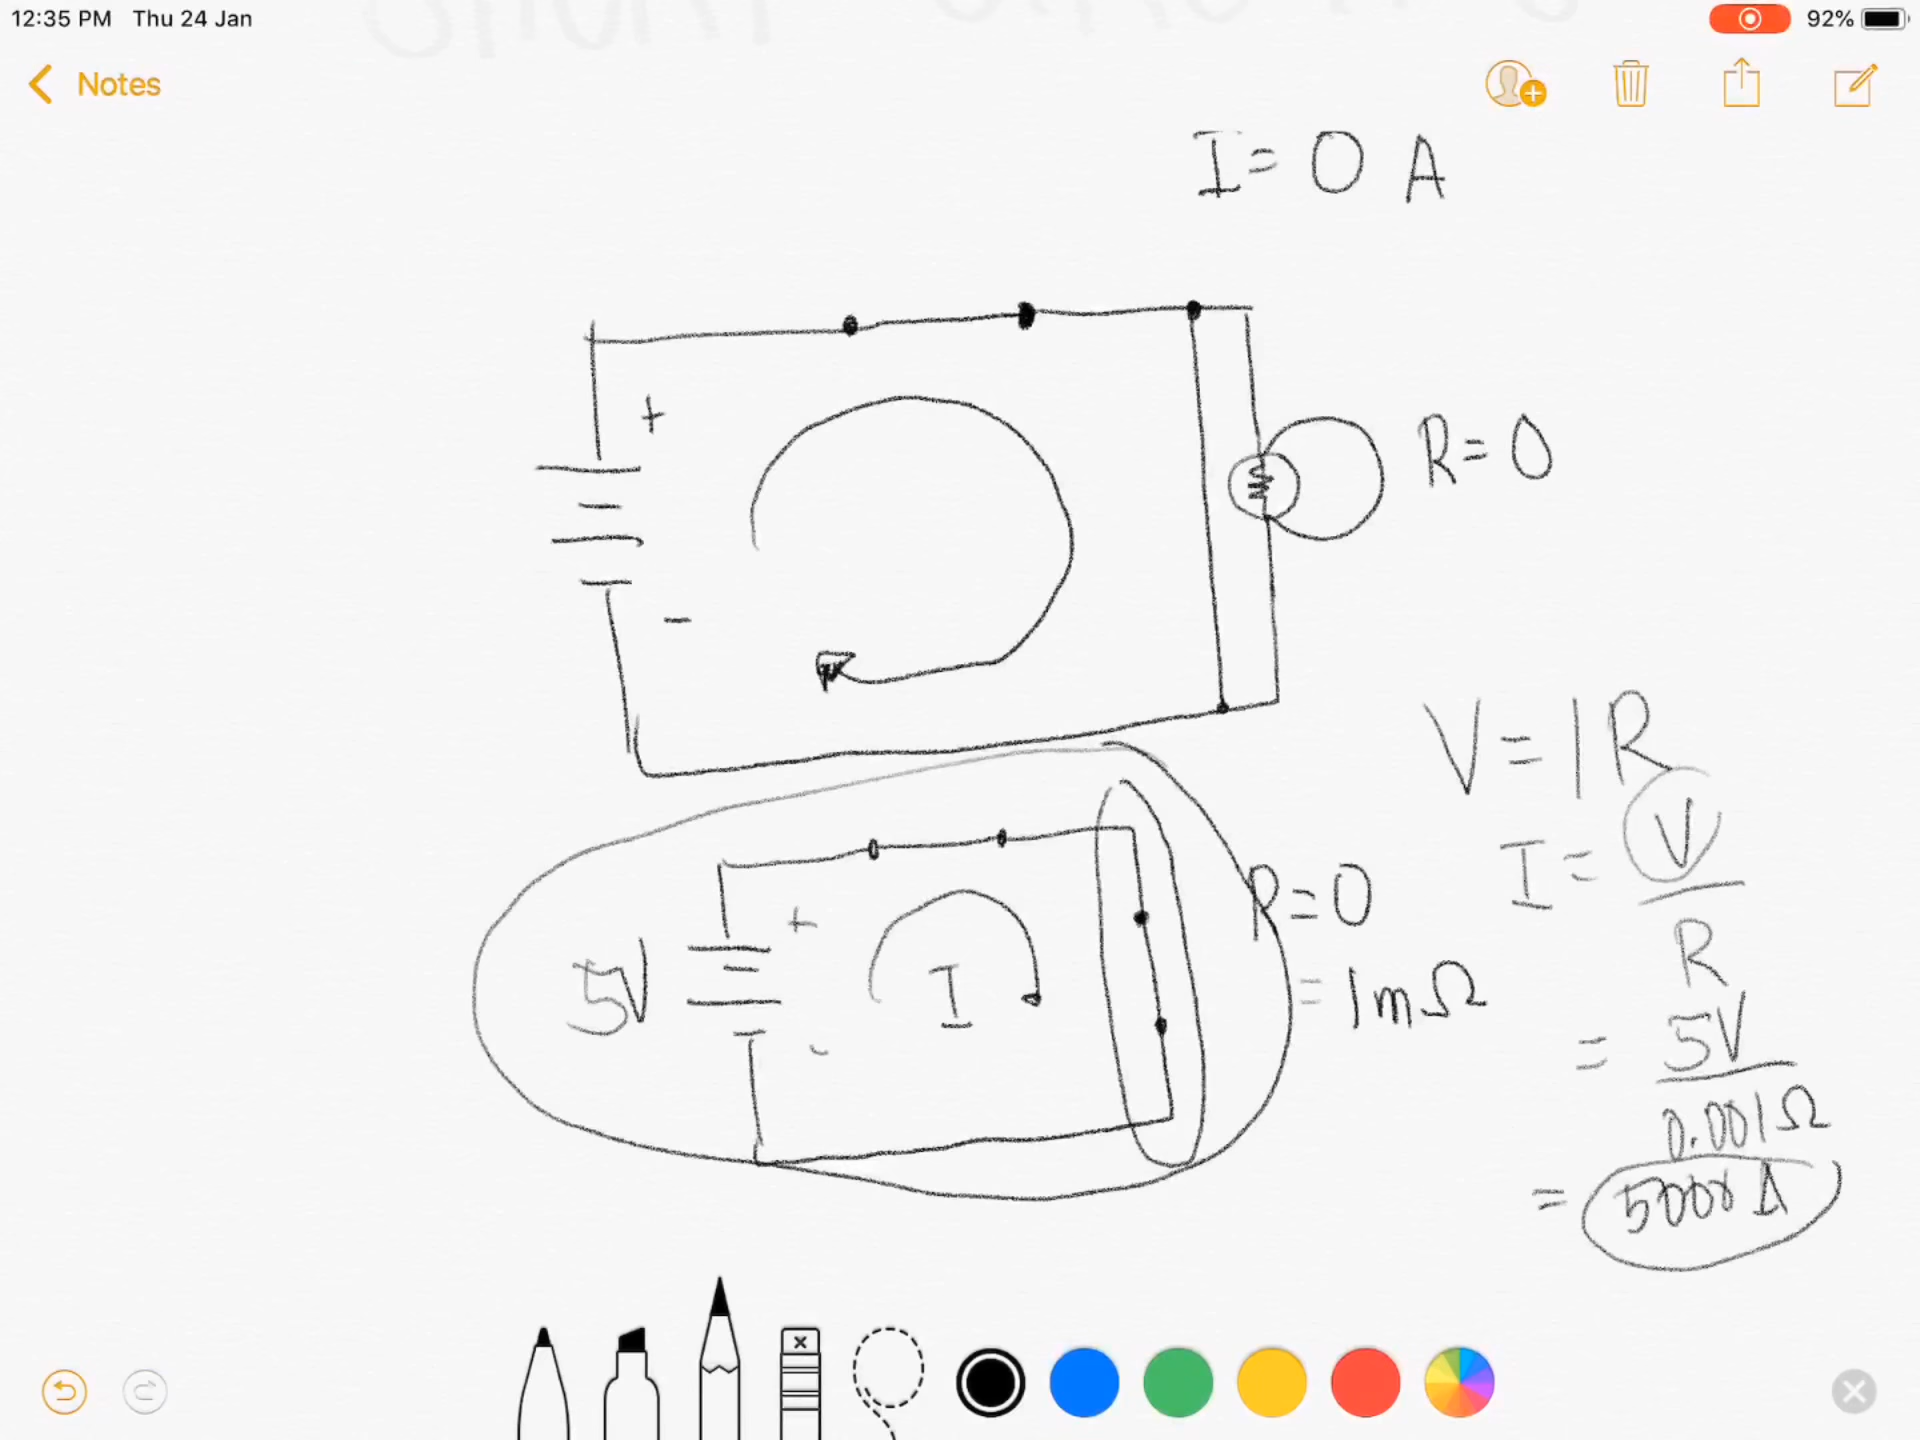 12:35 PM Thu 24 Jan
92%
Notes
I = 0 A
+
R = 0
-
V = IR
I = V
R
R = 0
+
5V
I
= 1mΩ
= 5V
0.001Ω
-
= 5000 A